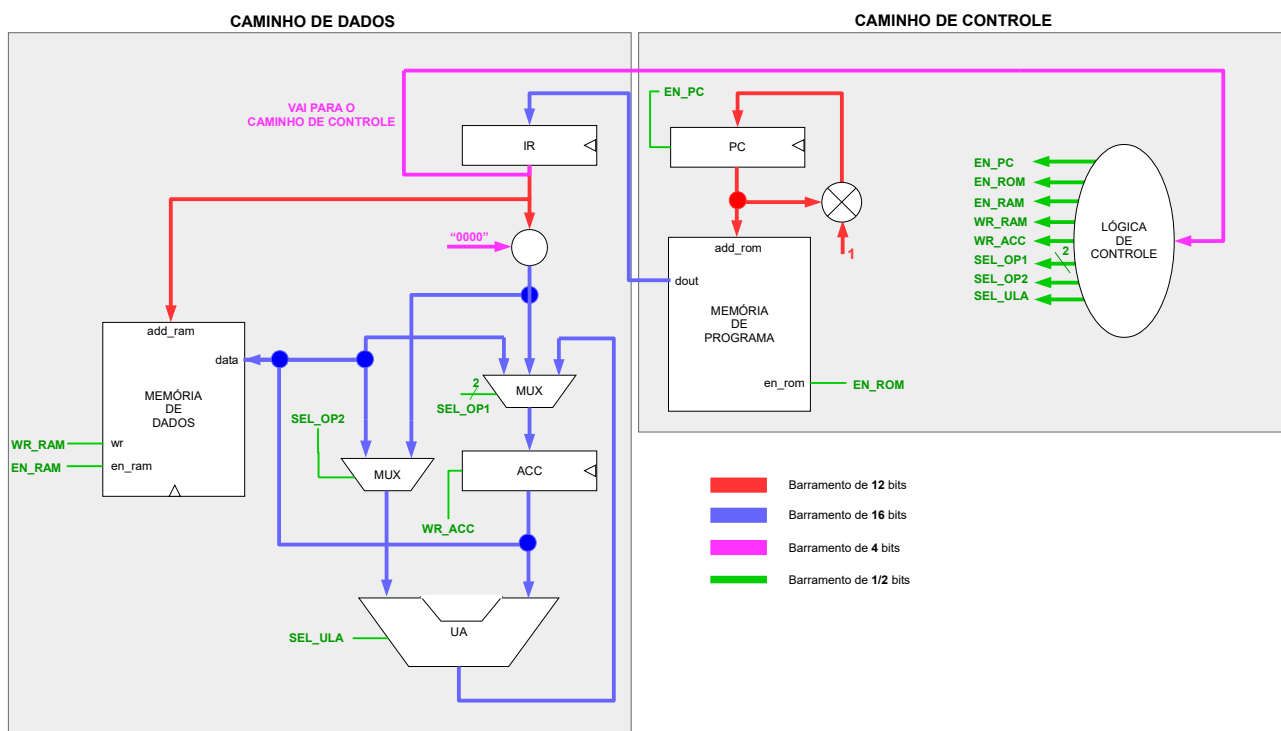 CAMINHO DE DADOS
CAMINHO DE CONTROLE
VAI PARA O
CAMINHO DE CONTROLE
IR
"0000"
add_ram
data
MEMÓRIA
DE
DADOS
wr
en_ram
WR_RAM
EN_RAM
SEL_OP2
MUX
2
SEL_OP1
MUX
ACC
WR_ACC
SEL_ULA
UA
EN_PC
PC
1
add_rom
dout
MEMÓRIA
DE
PROGRAMA
en_rom
EN_ROM
EN_PC
EN_ROM
EN_RAM
WR_RAM
WR_ACC
SEL_OP1
2
SEL_OP2
SEL_ULA
LÓGICA
DE
CONTROLE
Barramento de 12 bits
Barramento de 16 bits
Barramento de 4 bits
Barramento de 1/2 bits